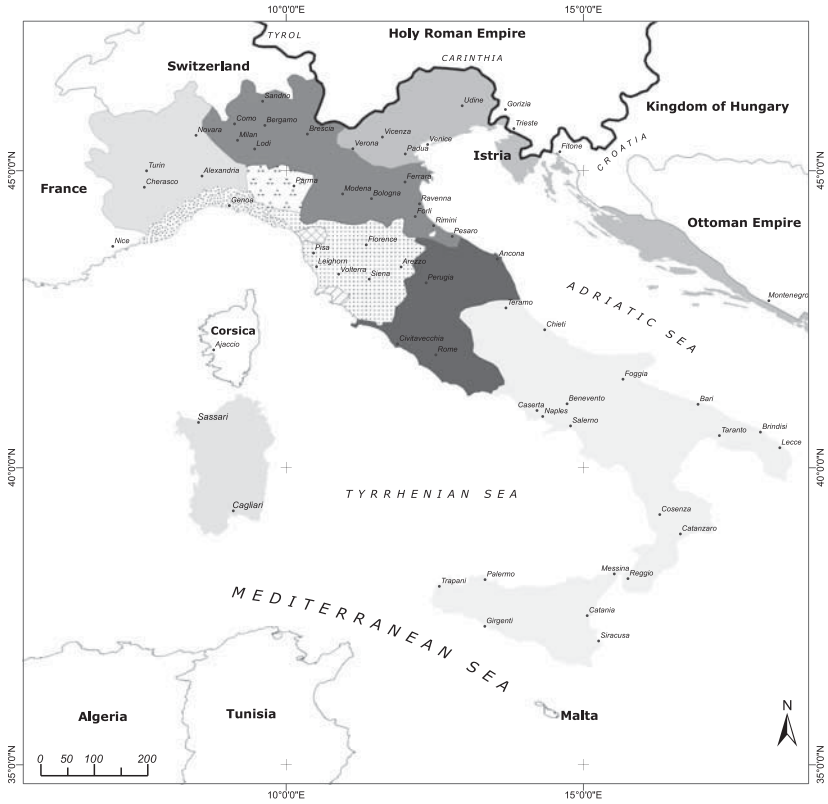 10°0'0"E
15°0'0"E
Holy Roman Empire
TYROL
CARINTHIA
Switzerland
Kingdom of Hungary
Sandrio
Udine
Gorizia
Trieste
Como
Bergamo
Novara
Milan
Brescia
Lodi
Vicenza
Venice
Verona
Padua
Istria
Fitone
CROATIA
45°0'0"N
45°0'0"N
Turin
Alexandria
Cherasco
France
Parma
Ferrara
Modena
Bologna
Genoa
Ravenna
Forli
Rimini
Pesaro
Ottoman Empire
Nice
Pisa
Florence
Leighorn
Arezzo
Volterra
Siena
Perugia
Ancona
ADRIATIC SEA
Montenegro
Teramo
Chieti
Corsica
Ajaccio
Civitavecchia
Rome
Foggia
Caserta
Benevento
Naples
Salerno
Bari
Taranto
Brindisi
Lecce
Sassari
40°0'0"N
40°0'0"N
TYRRHENIAN SEA
Cagliari
Cosenza
Catanzaro
Messina
Reggio
Trapani
Palermo
MEDITERRANEAN SEA
Girgenti
Catania
Siracusa
Algeria
Tunisia
Malta
N
0 50 100 200
35°0'0"N
35°0'0"N
10°0'0"E
15°0'0"E